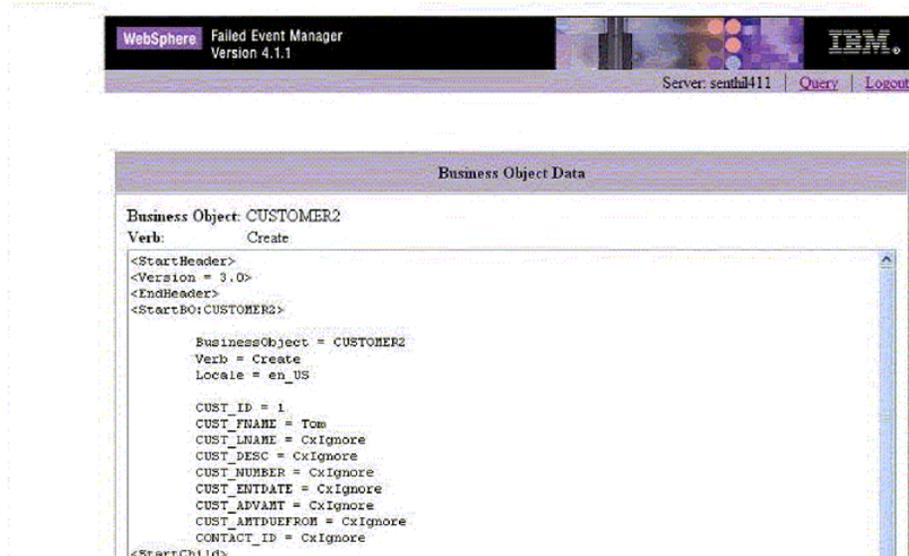 WebSphere Failed Event Manager
Version 4.1.1
IBM®
Server: senthil411 | Query | Logout
Business Object Data
Business Object: CUSTOMER2
Verb: Create
<StartHeader>
<Version = 3.0>
<EndHeader>
<StartBO:CUSTOMER2>
BusinessObject = CUSTOMER2
Verb = Create
Locale = en_US
CUST_ID = 1
CUST_FNAME = Tom
CUST_LNAME = CxIgnore
CUST_DESC = CxIgnore
CUST_NUMBER = CxIgnore
CUST_ENTDATE = CxIgnore
CUST_ADVAMT = CxIgnore
CUST_AMTDUEFROM = CxIgnore
CONTACT_ID = CxIgnore
<StartChild>